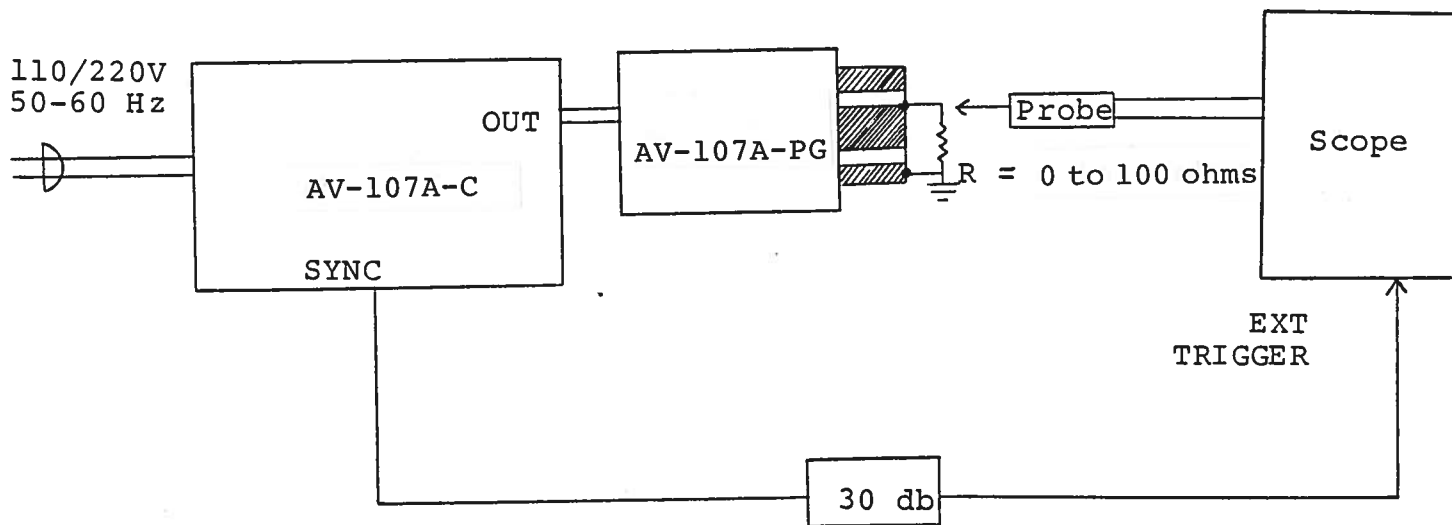 110/220V
50-60 Hz
OUT
AV-107A-C
SYNC
AV-107A-PG
R = 0 to 100 ohms
Probe
Scope
EXT
TRIGGER
30 db